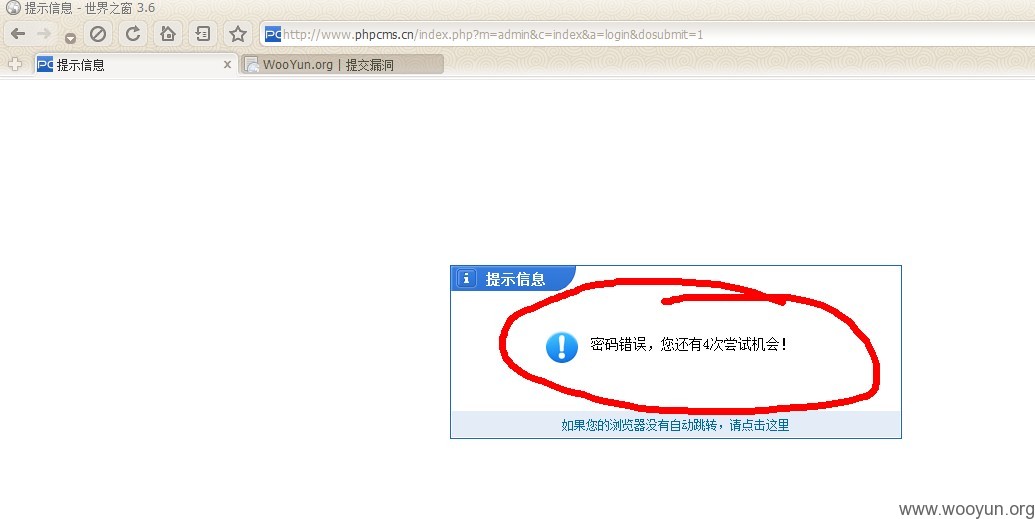 提示信息 - 世界之窗 3.6
http://www.phpcms.cn/index.php?m=admin&c=index&a=login&dosubmit=1
提示信息 x WooYun.org | 提交漏洞
提示信息
密码错误，您还有4次尝试机会！
如果您的浏览器没有自动跳转，请点击这里
www.wooyun.org